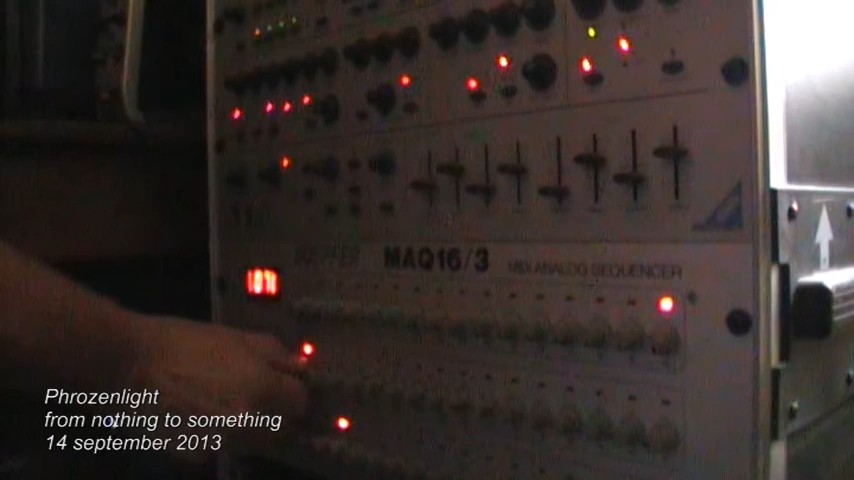 MAQ16/3 MIDI ANALOG SEQUENCER
Phrozenlight
from nothing to something
14 september 2013